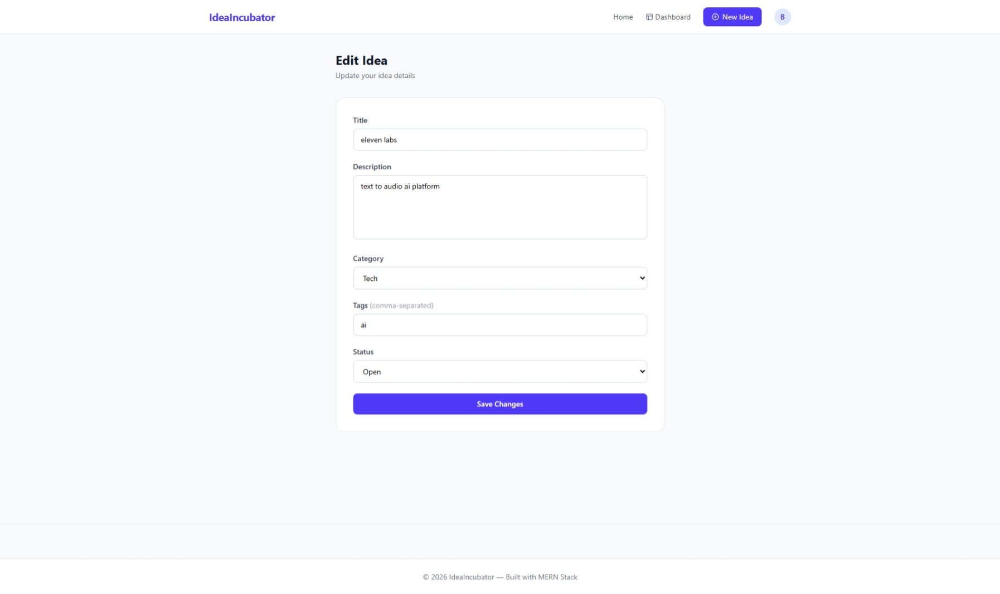 IdeaIncubator
Home
Dashboard
New Idea
B
Edit Idea
Update your idea details
Title
eleven labs
Description
text to audio ai platform
Category
Tech
Tags (comma-separated)
ai
Status
Open
Save Changes
© 2026 IdeaIncubator — Built with MERN Stack